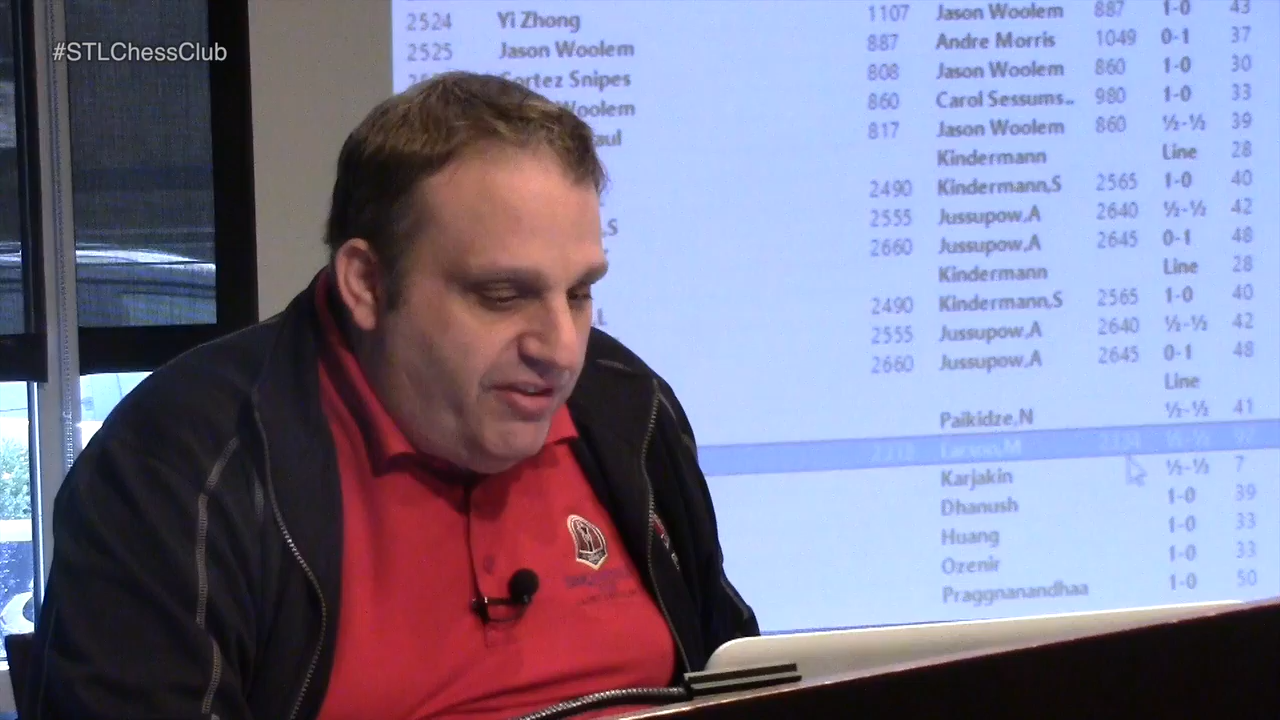 #STLChessClub
2524 Yi Zhong 1107 Jason Woolem 887 1-0 43
2525 Jason Woolem 887 Andre Morris 1049 0-1 37
Cortez Snipes 808 Jason Woolem 860 1-0 30
Woolem 860 Carol Sessums.. 980 1-0 33
aul 817 Jason Woolem 860 ½-½ 39
Kindermann Line 28
2490 Kindermann,S 2565 1-0 40
,S 2555 Jussupow,A 2640 ½-½ 42
2660 Jussupow,A 2645 0-1 48
Kindermann Line 28
2490 Kindermann,S 2565 1-0 40
2555 Jussupow,A 2640 ½-½ 42
2660 Jussupow,A 2645 0-1 48
Line
Paikidze,N ½-½ 41
Karjakin ½-½ 7
Dhanush 1-0 39
Huang 1-0 33
Ozenir 1-0 33
Praggnanandhaa 1-0 50